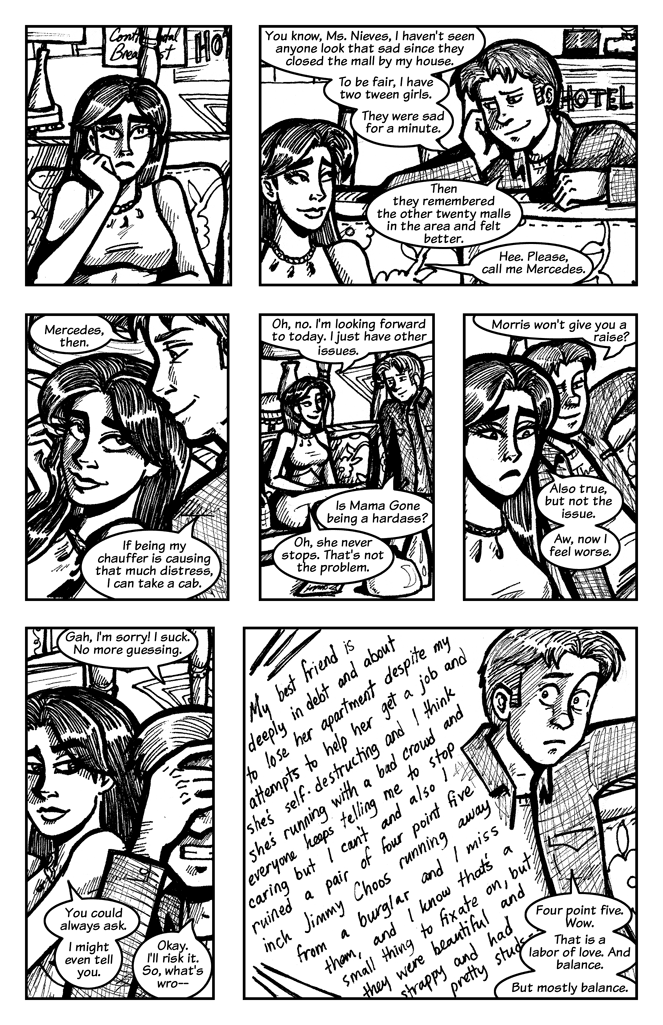 Contin tal
Brea st
HO
You know, Ms. Nieves, I haven't seen
anyone look that sad since they
closed the mall by my house.
To be fair, I have
two tween girls.
They were sad
for a minute.
HOTEL
Then
they remembered
the other twenty malls
in the area and felt
better.
Hee. Please,
call me Mercedes.
Mercedes,
then.
If being my
chauffer is causing
that much distress,
I can take a cab.
Oh, no. I'm looking forward
to today. I just have other
issues.
Is Mama Gone
being a hardass?
Oh, she never
stops. That's not
the problem.
Morris won't give you a
raise?
Also true,
but not the
issue.
Aw, now I
feel worse.
Gah, I'm sorry! I suck.
No more guessing.
You could
always ask.
I might
even tell
you.
Okay.
I'll risk it.
So, what's
wro--
My best friend is
deeply in debt and about
to lose her apartment despite my
attempts to help her get a job and
she's self-destructing and I think
she's running with a bad crowd and
everyone keeps telling me to stop
caring but I can't and also I
ruined a pair of four point five
inch Jimmy Choos running away
from a burglar and I miss
them, and I know that's a
small thing to fixate on, but
they were beautiful and
strappy and had
pretty studs
Four point five.
Wow.
That is a
labor of love. And
balance.
But mostly balance.